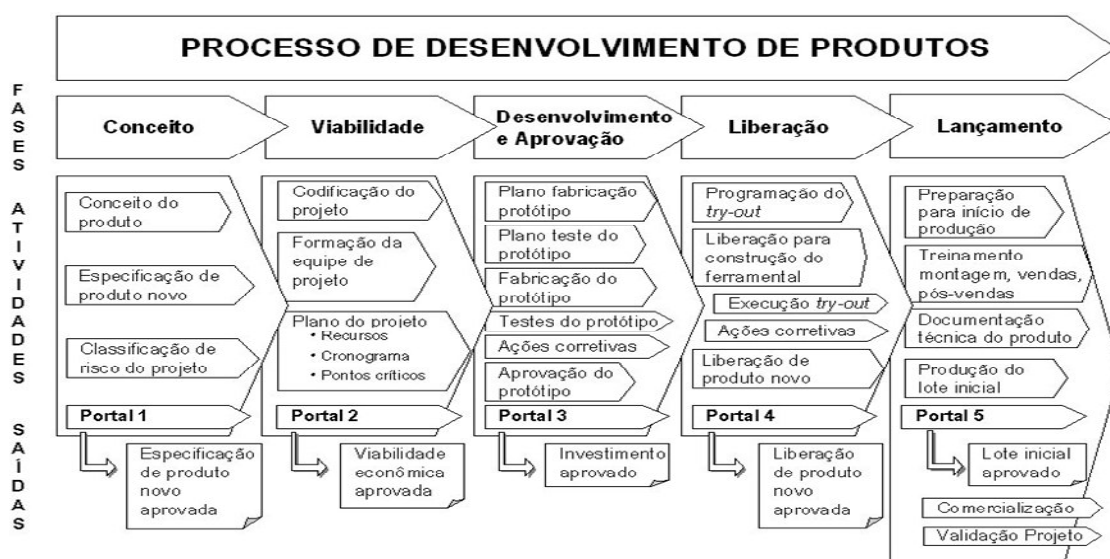 PROCESSO DE DESENVOLVIMENTO DE PRODUTOS
FASES
Conceito
Viabilidade
Desenvolvimento
e Aprovação
Liberação
Lançamento
ATIVIDADES
Conceito do
produto
Especificação de
produto novo
Classificação de
risco do projeto
Portal 1
Codificação do
projeto
Formação da
equipe de
projeto
Plano do projeto
• Recursos
• Cronograma
• Pontos críticos
Portal 2
Plano fabricação
protótipo
Plano teste do
protótipo
Fabricação do
protótipo
Testes do protótipo
Ações corretivas
Aprovação do
protótipo
Portal 3
Programação do
try-out
Liberação para
construção do
ferramental
Execução try-out
Ações corretivas
Liberação de
produto novo
Portal 4
Preparação
para início de
produção
Treinamento
montagem, vendas,
pós-vendas
Documentação
técnica do produto
Produção do
lote inicial
Portal 5
SAÍDAS
Especificação
de produto
novo
aprovada
Viabilidade
econômica
aprovada
Investimento
aprovado
Liberação
de produto
novo
aprovada
Lote inicial
aprovado
Comercialização
Validação Projeto